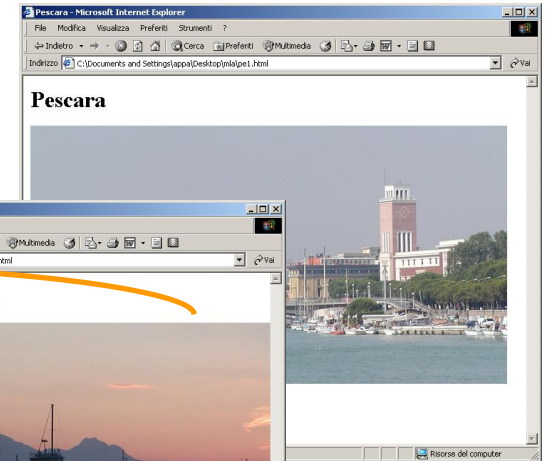 Pescara - Microsoft Internet Explorer
File Modifica Visualizza Preferiti Strumenti ?
Indietro Cerca Preferiti Multimedia
Indirizzo C:\Documents and Settings\appa\Desktop\mla\pe1.html Vai
Pescara
Multimedia
html Vai
Risorse del computer